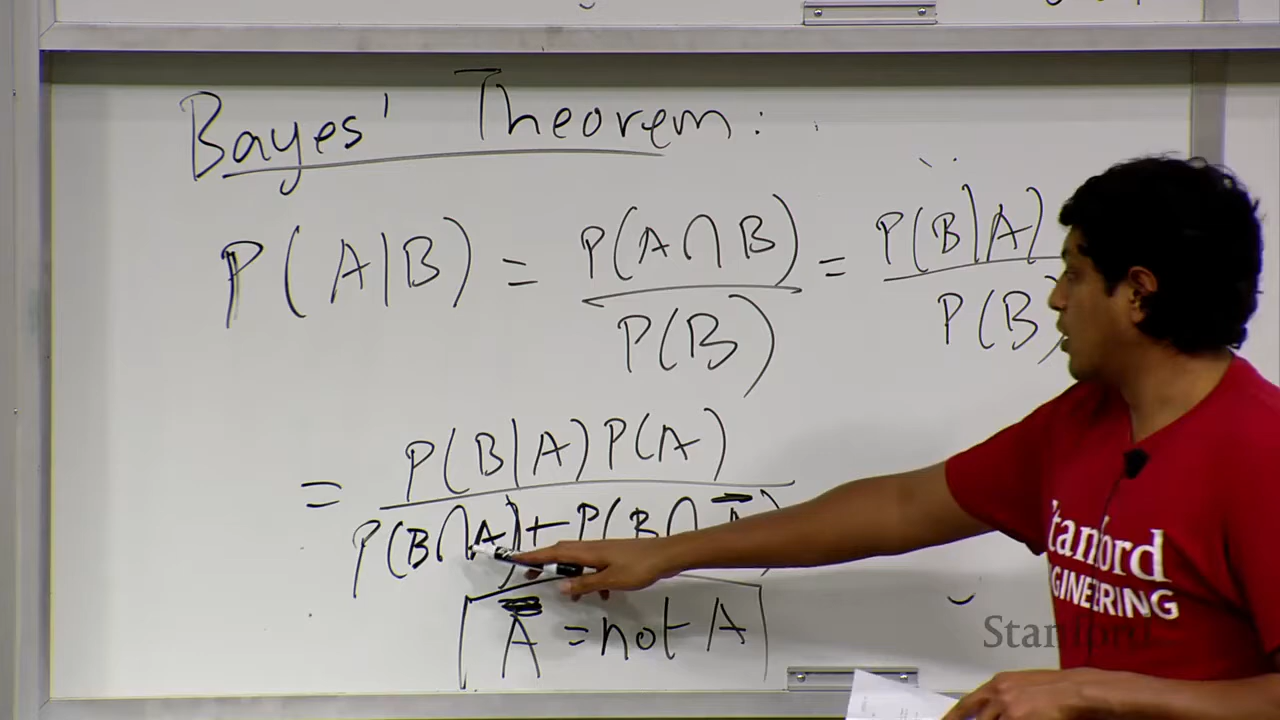 Bayes' Theorem:
P(A|B) = P(A∩B) / P(B) = P(B|A) / P(B)
= P(B|A)P(A) / P(B∩A) + P(B∩
Ā = not A
Stanford
ENGINEERING
Stanford